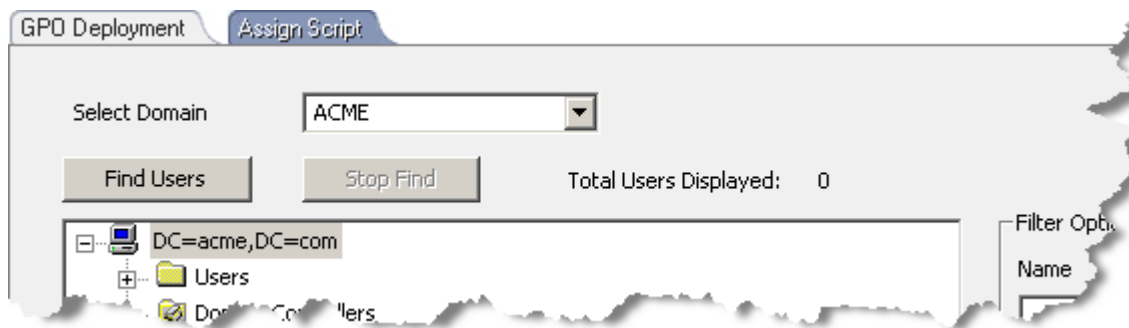 GPO Deployment Assign Script
Select Domain ACME
Find Users Stop Find Total Users Displayed: 0
DC=acme,DC=com
Filter
Users
Name